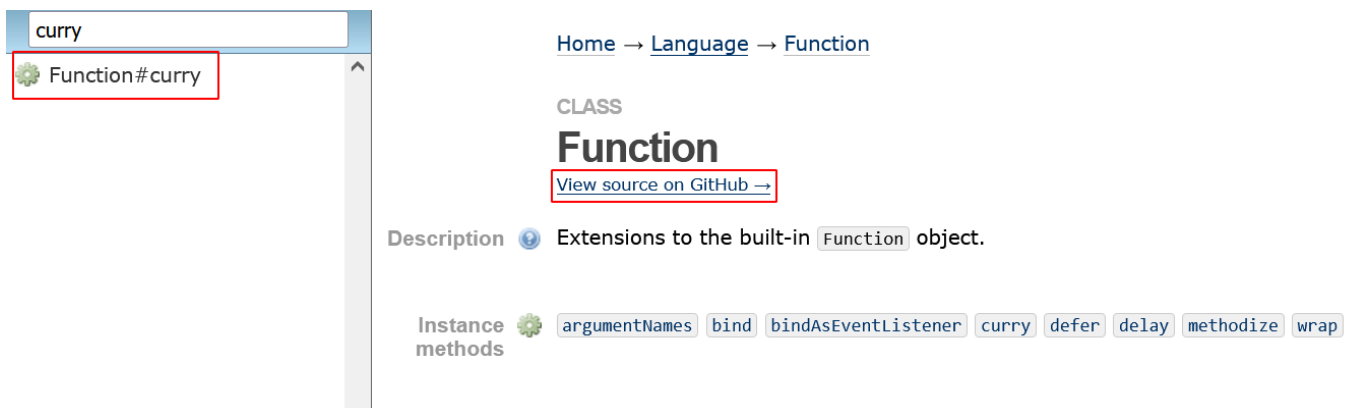 curry
Function#curry
Home → Language → Function
CLASS
Function
View source on GitHub →
Description Extensions to the built-in Function object.
Instance methods argumentNames bind bindAsEventListener curry defer delay methodize wrap